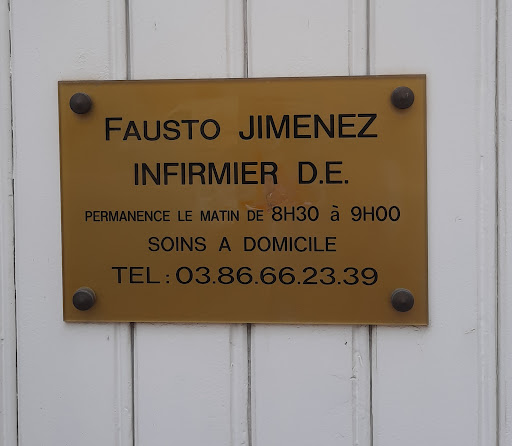 FAUSTO JIMENEZ
INFIRMIER D.E.
PERMANENCE LE MATIN DE 8H30 à 9H00
SOINS A DOMICILE
TEL : 03.86.66.23.39